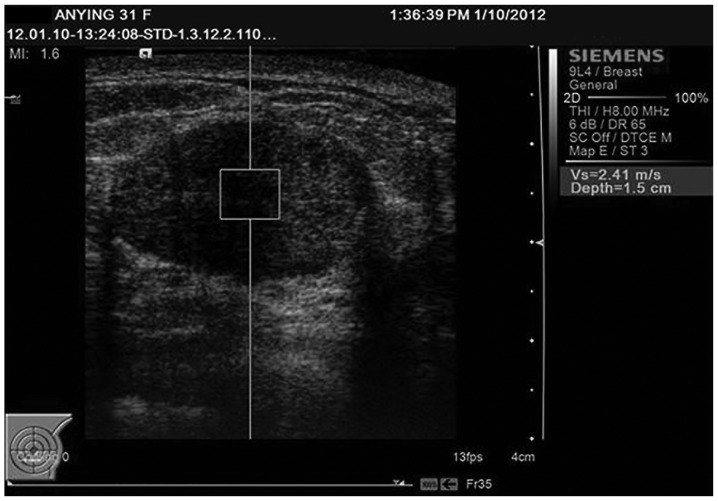 ANYING 31 F 1:36:39 PM 1/10/2012
12.01.10-13:24:08-STD-1.3.12.2.110...
MI: 1.6
SIEMENS
9L4 / Breast
General
2D 100%
THI / H8.00 MHz
6 dB / DR 65
SC Off / DTCE M
Map E / ST 3
Vs=2.41 m/s
Depth=1.5 cm
0 13fps 4cm
Fr35